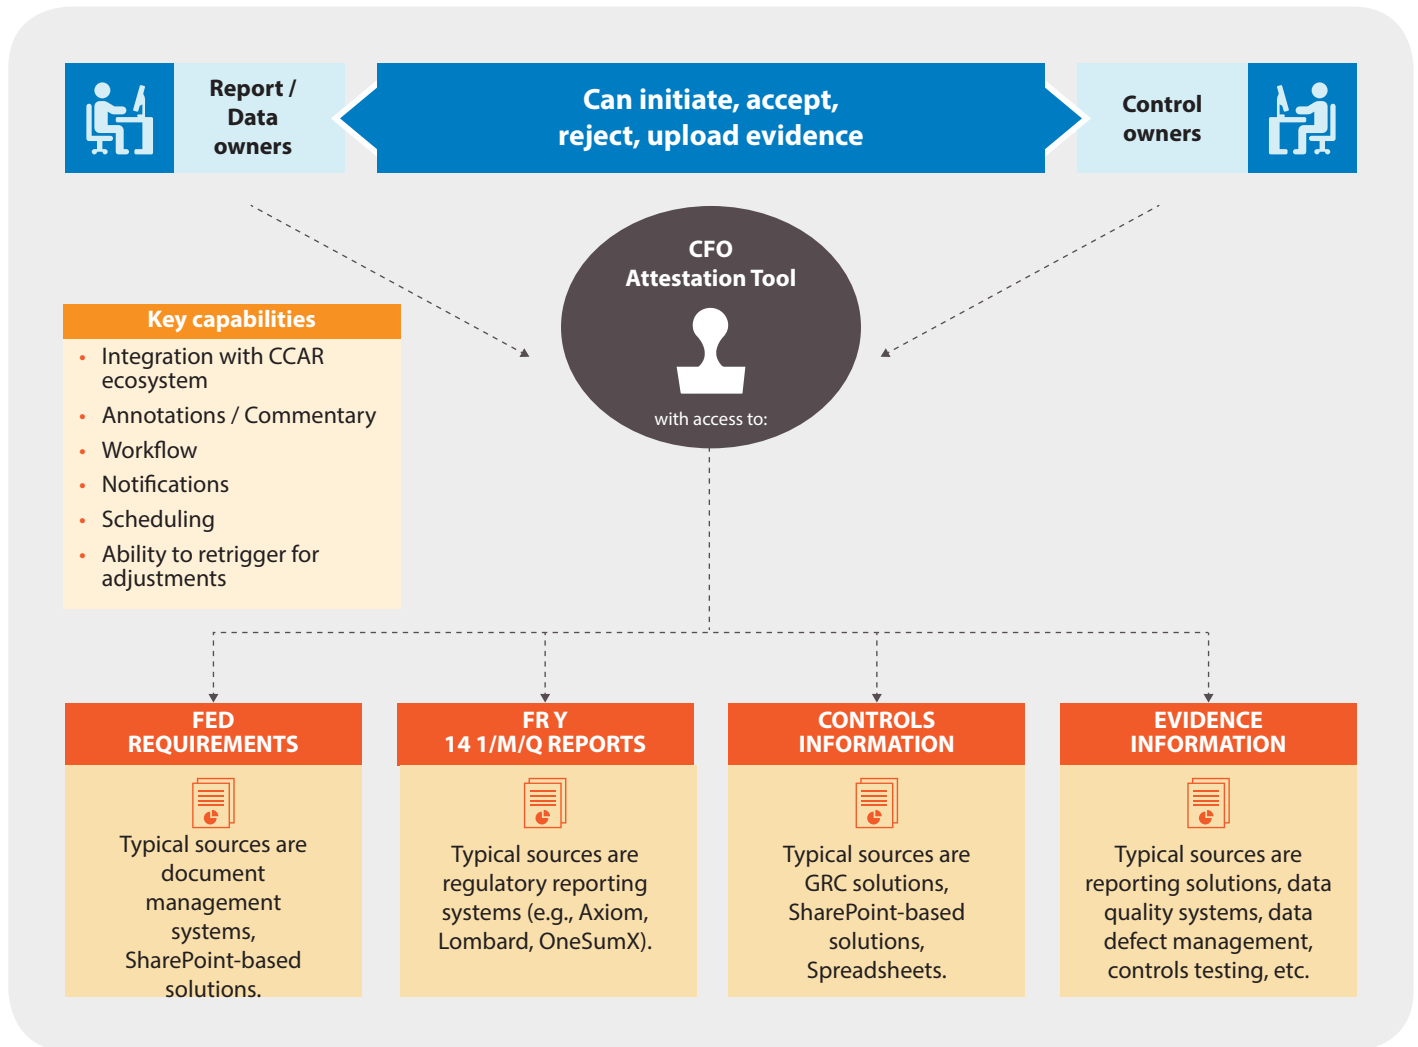 Report /
Data
owners
Can initiate, accept,
reject, upload evidence
Control
owners
CFO
Attestation Tool
with access to:
Key capabilities
• Integration with CCAR
ecosystem
• Annotations / Commentary
• Workflow
• Notifications
• Scheduling
• Ability to retrigger for
adjustments
FED
REQUIREMENTS
Typical sources are
document
management
systems,
SharePoint-based
solutions.
FR Y
14 1/M/Q REPORTS
Typical sources are
regulatory reporting
systems (e.g., Axiom,
Lombard, OneSumX).
CONTROLS
INFORMATION
Typical sources are
GRC solutions,
SharePoint-based
solutions,
Spreadsheets.
EVIDENCE
INFORMATION
Typical sources are
reporting solutions, data
quality systems, data
defect management,
controls testing, etc.